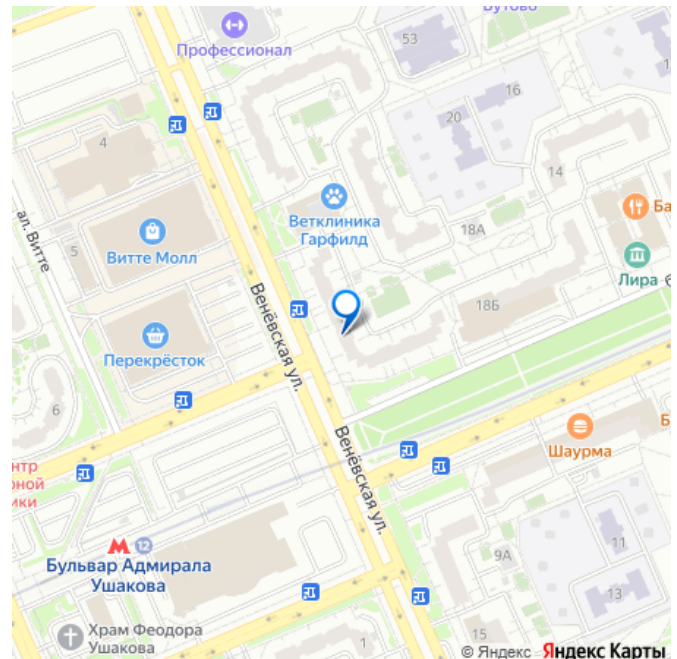 Бутово
Профессионал
53
1
16
20
4
14
Ветклиника
Гарфилд
Ба
18А
ал. Витте
5
Витте Молл
Лира
18Б
Венёвская ул.
Перекрёсток
6
Шаурма
Б
Венёвская ул.
нтр
рной
ики
12
Бульвар Адмирала
Ушакова
9А
11
13
Храм Феодора
Ушакова
1
15
© Яндекс Яндекс Карты